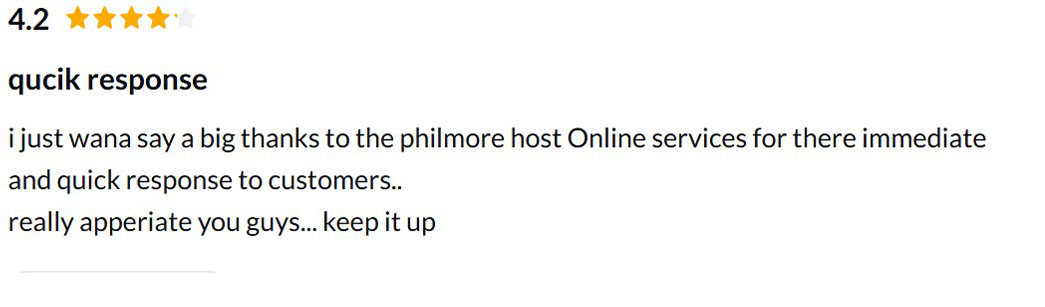 4.2
qucik response
i just wana say a big thanks to the philmore host Online services for there immediate
and quick response to customers..
really apperiate you guys... keep it up